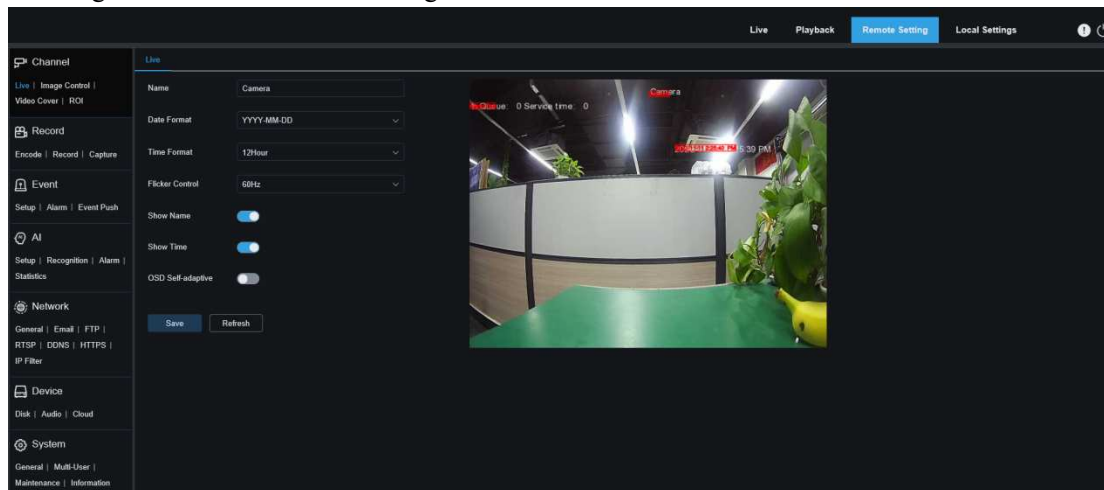 Live Playback Remote Setting Local Settings
Channel
Live | Image Control |
Video Cover | ROI
Record
Encode | Record | Capture
Event
Setup | Alarm | Event Push
AI
Setup | Recognition | Alarm |
Statistics
Network
General | Email | FTP |
RTSP | DDNS | HTTPS |
IP Filter
Device
Disk | Audio | Cloud
System
General | Multi-User |
Maintenance | Information
Live
Name Camera
Date Format YYYY-MM-DD
Time Format 12Hour
Flicker Control 60Hz
Show Name
Show Time
OSD Self-adaptive
Save Refresh
Camera
0 Service time: 0
PM